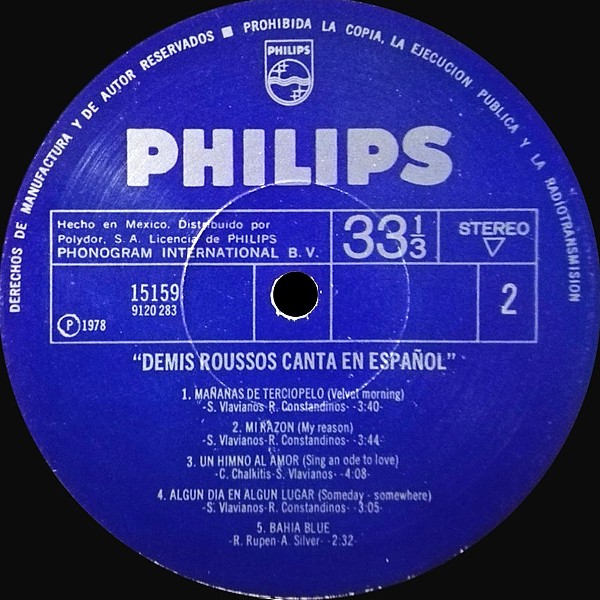 DERECHOS DE MANUFACTURA Y DE AUTOR RESERVADOS ■ PROHIBIDA LA COPIA, LA EJECUCION PUBLICA Y LA RADIOTRANSMISION
PHILIPS
PHILIPS
Hecho en Mexico. Distribuido por
Polydor, S. A. Licencia de PHILIPS
PHONOGRAM INTERNATIONAL B. V.
33 1/3
STEREO
15159
9120 283
Ⓟ 1978
2
"DEMIS ROUSSOS CANTA EN ESPAÑOL"
1. MAÑANAS DE TERCIOPELO (Velvet morning)
-S. Vlavianos-R. Constandinos- -3:40-
2. MI RAZON (My reason)
-S. Vlavianos-R. Constandinos- -3:44-
3. UN HIMNO AL AMOR (Sing an ode to love)
-C. Chalkitis-S. Vlavianos- -4:08-
4. ALGUN DIA EN ALGUN LUGAR (Someday - somewhere)
-S. Vlavianos-R. Constandinos- -3:05-
5. BAHIA BLUE
-R. Rupen-A. Silver- -2:32-